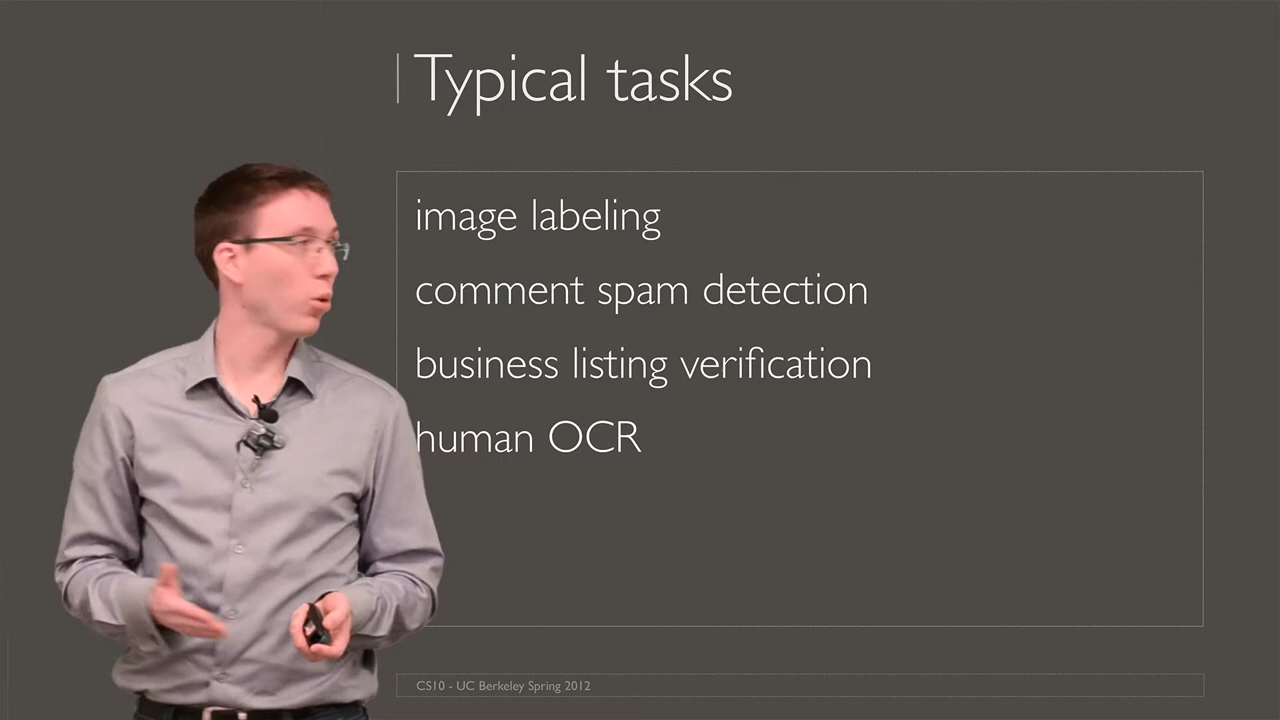 Typical tasks
image labeling
comment spam detection
business listing verification
human OCR
CS10 - UC Berkeley Spring 2012